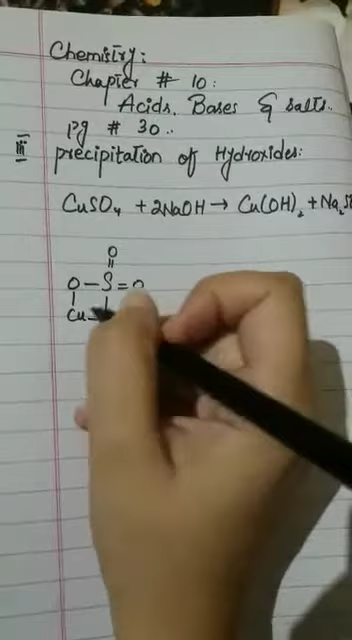 Chemistry:
Chapter # 10:
Acids, Bases & salts.
pg # 30..
III precipitation of Hydroxides:
CuSO₄ + 2NaOH → Cu(OH)₂ + Na₂S
O
||
O – S = O
| |
Cu –